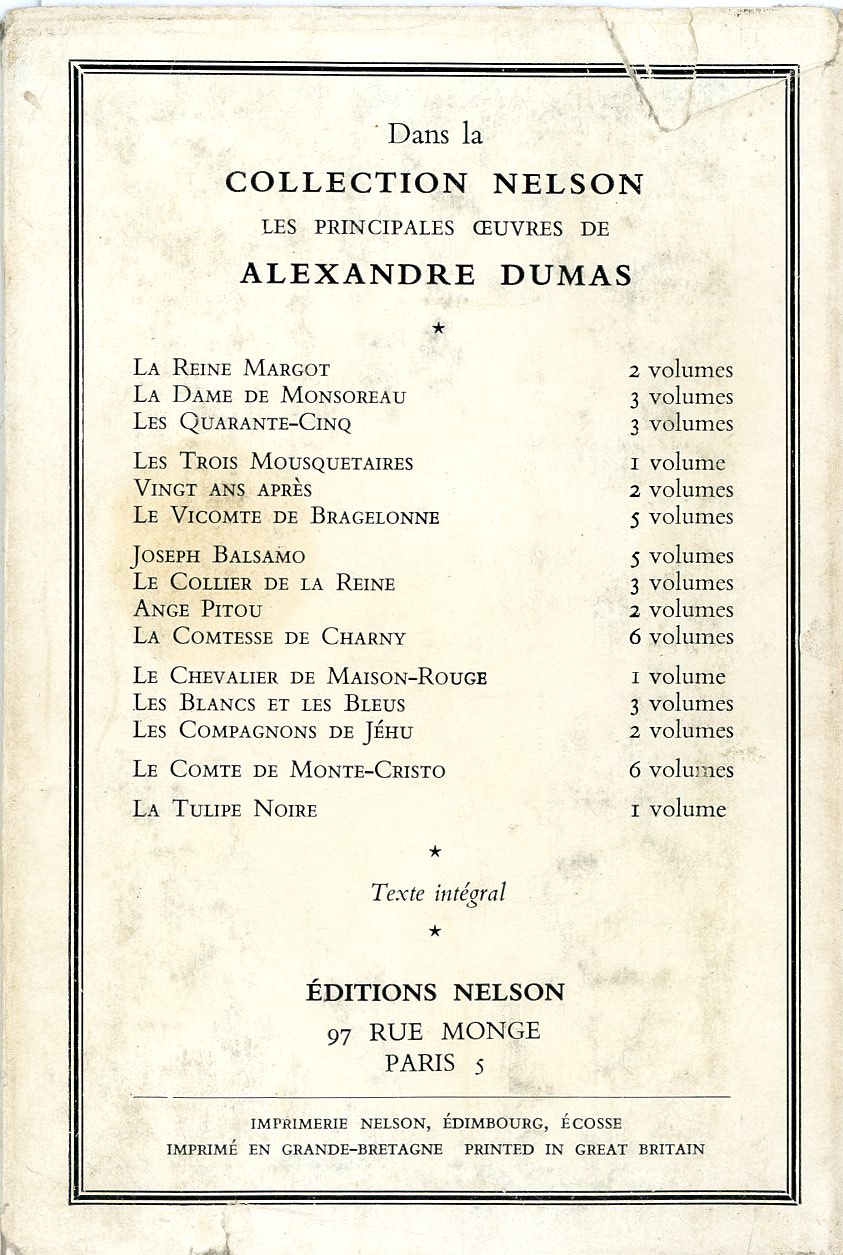 Dans la
COLLECTION NELSON
LES PRINCIPALES ŒUVRES DE
ALEXANDRE DUMAS
★
LA REINE MARGOT 2 volumes
LA DAME DE MONSOREAU 3 volumes
LES QUARANTE-CINQ 3 volumes
LES TROIS MOUSQUETAIRES 1 volume
VINGT ANS APRÈS 2 volumes
LE VICOMTE DE BRAGELONNE 5 volumes
JOSEPH BALSAMO 5 volumes
LE COLLIER DE LA REINE 3 volumes
ANGE PITOU 2 volumes
LA COMTESSE DE CHARNY 6 volumes
LE CHEVALIER DE MAISON-ROUGE 1 volume
LES BLANCS ET LES BLEUS 3 volumes
LES COMPAGNONS DE JÉHU 2 volumes
LE COMTE DE MONTE-CRISTO 6 volumes
LA TULIPE NOIRE 1 volume
★
Texte intégral
★
ÉDITIONS NELSON
97 RUE MONGE
PARIS 5
IMPRIMERIE NELSON, ÉDIMBOURG, ÉCOSSE
IMPRIMÉ EN GRANDE-BRETAGNE PRINTED IN GREAT BRITAIN